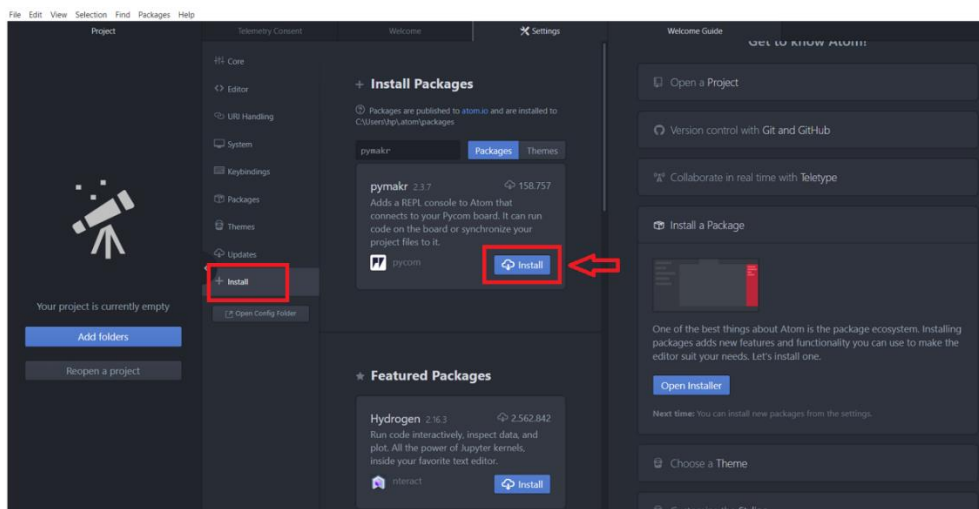 File Edit View Selection Find Packages Help
Project
Telemetry Consent
Welcome
Settings
Welcome Guide
Your project is currently empty
Add folders
Reopen a project
Core
Editor
URI Handling
System
Keybindings
Packages
Themes
Updates
+ Install
Open Config Folder
+ Install Packages
Packages are published to atom.io and are installed to
C:\Users\hp\.atom\packages
pymakr
Packages
Themes
pymakr 2.3.7
158.757
Adds a REPL console to Atom that
connects to your Pycom board. It can run
code on the board or synchronize your
project files to it.
pycom
Install
Featured Packages
Hydrogen 2.16.3
2.562.842
Run code interactively, inspect data, and
plot. All the power of Jupyter kernels,
inside your favorite text editor.
nteract
Install
Get to know Atom!
Open a Project
Version control with Git and GitHub
Collaborate in real time with Teletype
Install a Package
One of the best things about Atom is the package ecosystem. Installing
packages adds new features and functionality you can use to make the
editor suit your needs. Let's install one.
Open Installer
Next time: You can install new packages from the settings.
Choose a Theme